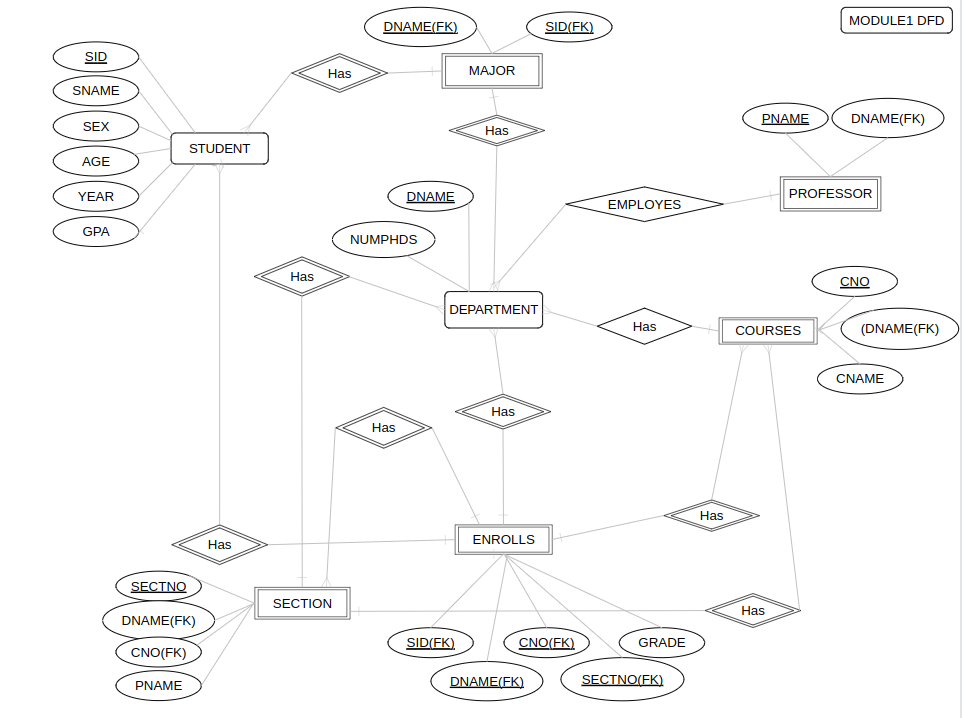 MODULE1 DFD
DNAME(FK)
SID(FK)
SID
Has
MAJOR
SNAME
SEX
Has
PNAME
DNAME(FK)
STUDENT
AGE
YEAR
DNAME
EMPLOYES
PROFESSOR
GPA
NUMPHDS
Has
CNO
DEPARTMENT
Has
COURSES
(DNAME(FK)
CNAME
Has
Has
Has
Has
ENROLLS
SECTNO
SECTION
Has
DNAME(FK)
SID(FK)
CNO(FK)
GRADE
CNO(FK)
PNAME
DNAME(FK)
SECTNO(FK)